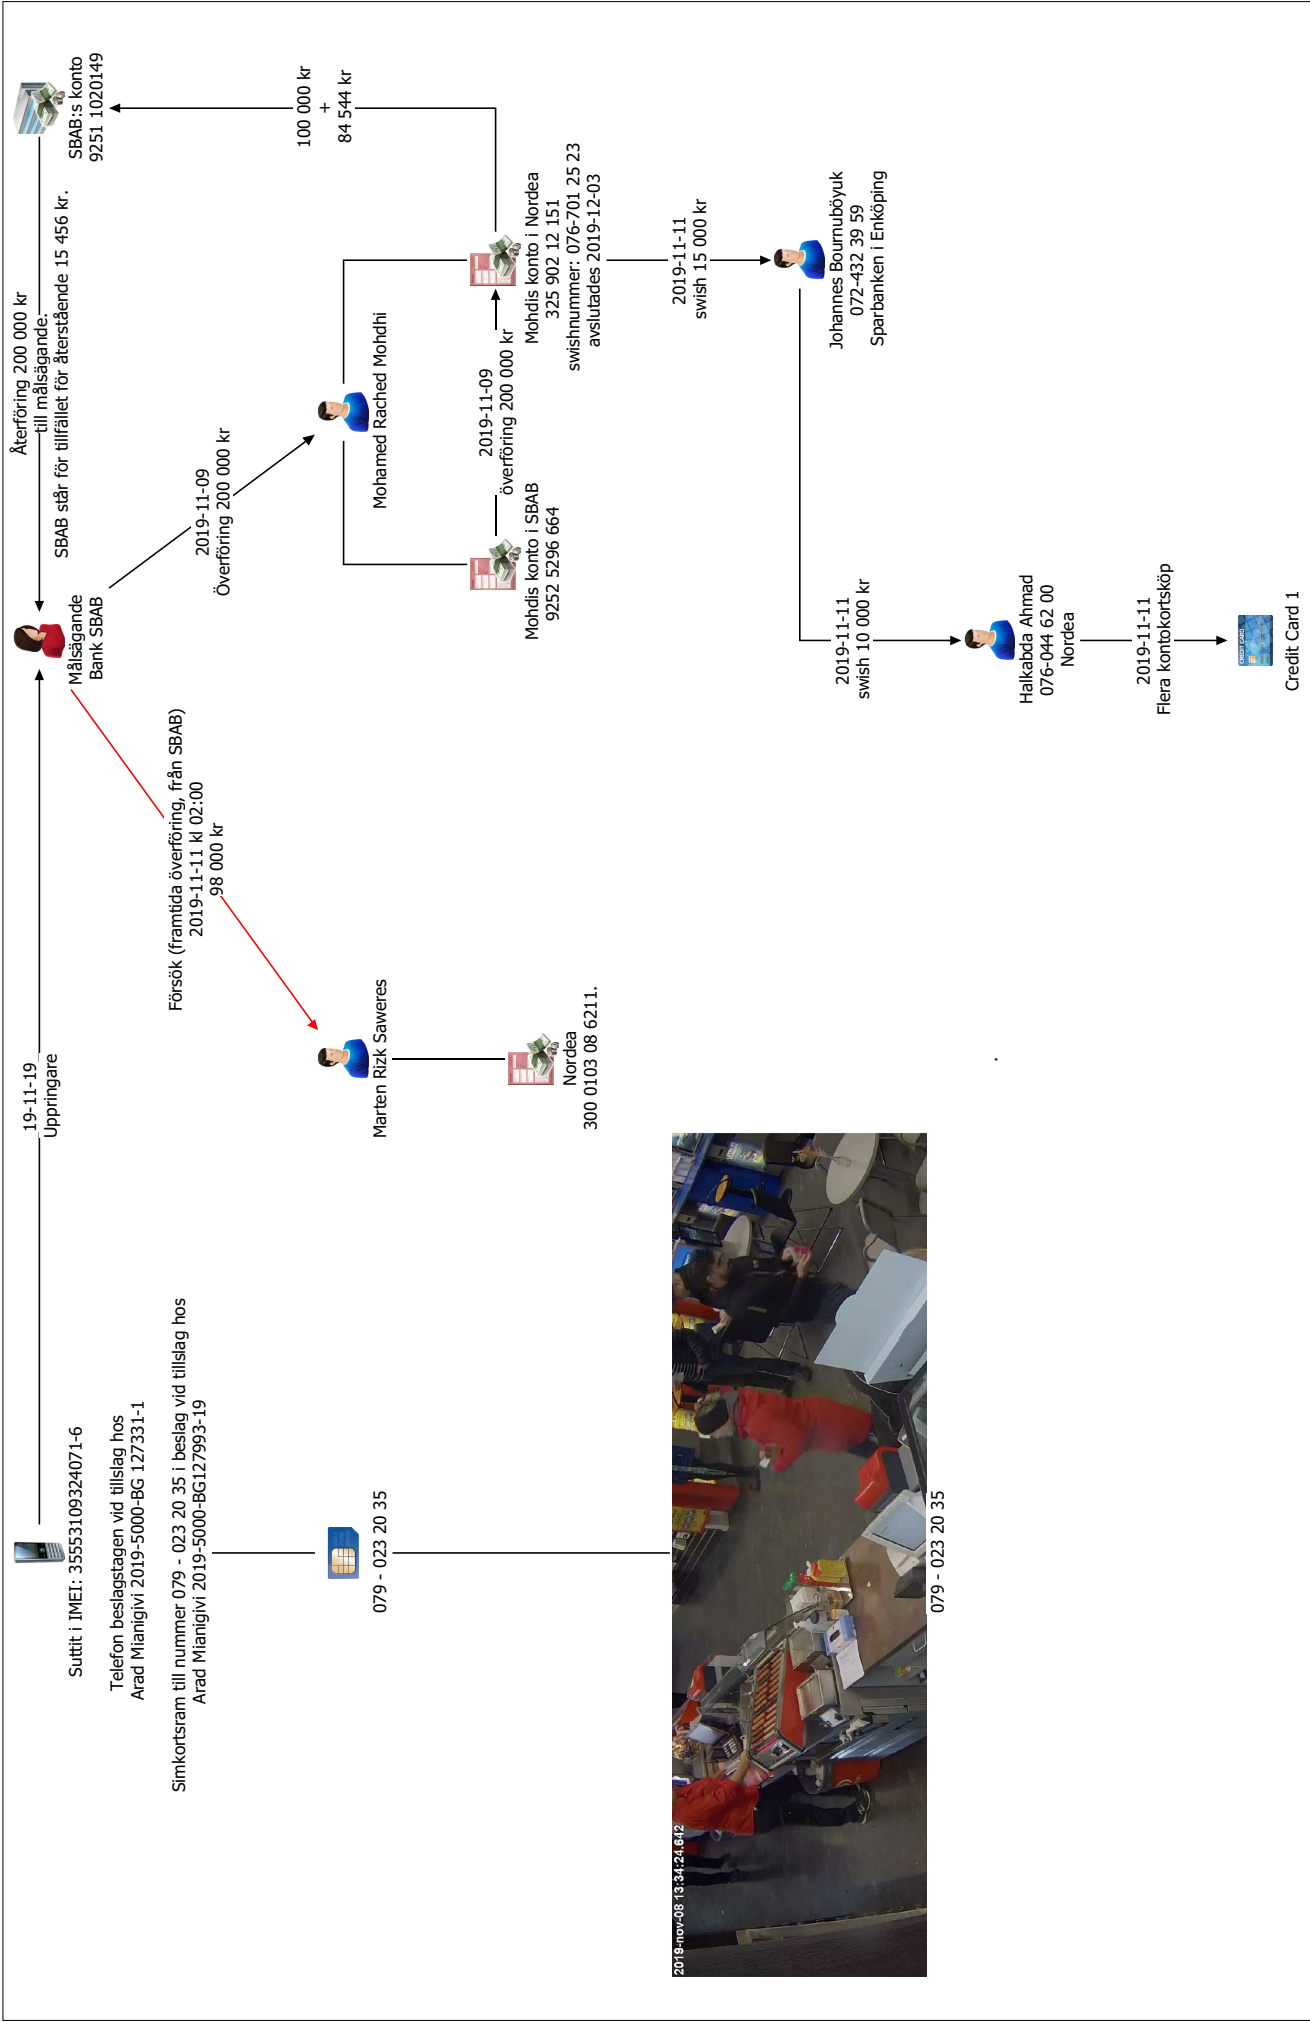 19-11-19
Uppringare
Återföring 200 000 kr
till målsägande.
SBAB står för tillfället för återstående 15 456 kr.
SBAB:s konto
9251 1020149
Målsägande
Bank SBAB
Suttit i IMEI: 35553109324071-6
Telefon beslagstagen vid tillslag hos
Arad Mianigivi 2019-5000-BG 127331-1
Simkortsram till nummer 079 - 023 20 35 i beslag vid tillslag hos
Arad Mianigivi 2019-5000-BG127993-19
Försök (framtida överföring, från SBAB)
2019-11-11 kl 02:00
98 000 kr
2019-11-09
Överföring 200 000 kr
100 000 kr
+
84 544 kr
079 - 023 20 35
Marten Rizk Saweres
Mohamed Rached Mohdhi
2019-11-09
överföring 200 000 kr
Nordea
300 0103 08 6211.
Mohdis konto i SBAB
9252 5296 664
Mohdis konto i Nordea
325 902 12 151
swishnummer: 076-701 25 23
avslutades 2019-12-03
2019-11-11
swish 15 000 kr
2019-nov-08 13:34:24.642
079 - 023 20 35
Johannes Bournuböyuk
072-432 39 59
Sparbanken i Enköping
2019-11-11
swish 10 000 kr
Halkabda Ahmad
076-044 62 00
Nordea
2019-11-11
Flera kontokortsköp
CREDIT CARD
Credit Card 1